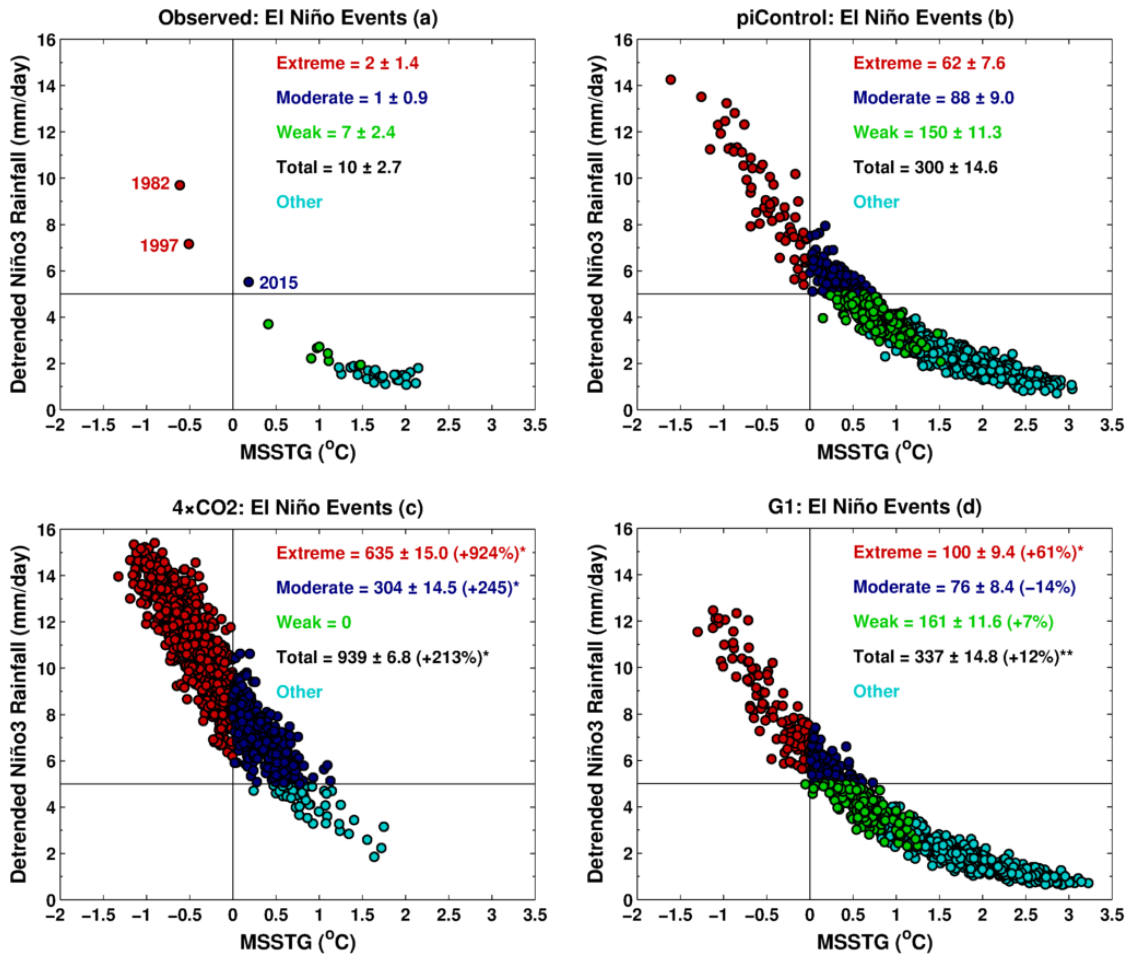 Observed: El Niño Events (a)
Detrended Niño3 Rainfall (mm/day)
16
14
12
10
8
6
4
2
0
Extreme = 2 ± 1.4
Moderate = 1 ± 0.9
Weak = 7 ± 2.4
Total = 10 ± 2.7
Other
1982
1997
2015
−2 −1.5 −1 −0.5 0 0.5 1 1.5 2 2.5 3 3.5
MSSTG (°C)
piControl: El Niño Events (b)
Detrended Niño3 Rainfall (mm/day)
16
14
12
10
8
6
4
2
0
Extreme = 62 ± 7.6
Moderate = 88 ± 9.0
Weak = 150 ± 11.3
Total = 300 ± 14.6
Other
−2 −1.5 −1 −0.5 0 0.5 1 1.5 2 2.5 3 3.5
MSSTG (°C)
4×CO2: El Niño Events (c)
Detrended Niño3 Rainfall (mm/day)
16
14
12
10
8
6
4
2
0
Extreme = 635 ± 15.0 (+924%)*
Moderate = 304 ± 14.5 (+245)*
Weak = 0
Total = 939 ± 6.8 (+213%)*
Other
−2 −1.5 −1 −0.5 0 0.5 1 1.5 2 2.5 3 3.5
MSSTG (°C)
G1: El Niño Events (d)
Detrended Niño3 Rainfall (mm/day)
16
14
12
10
8
6
4
2
0
Extreme = 100 ± 9.4 (+61%)*
Moderate = 76 ± 8.4 (−14%)
Weak = 161 ± 11.6 (+7%)
Total = 337 ± 14.8 (+12%)**
Other
−2 −1.5 −1 −0.5 0 0.5 1 1.5 2 2.5 3 3.5
MSSTG (°C)